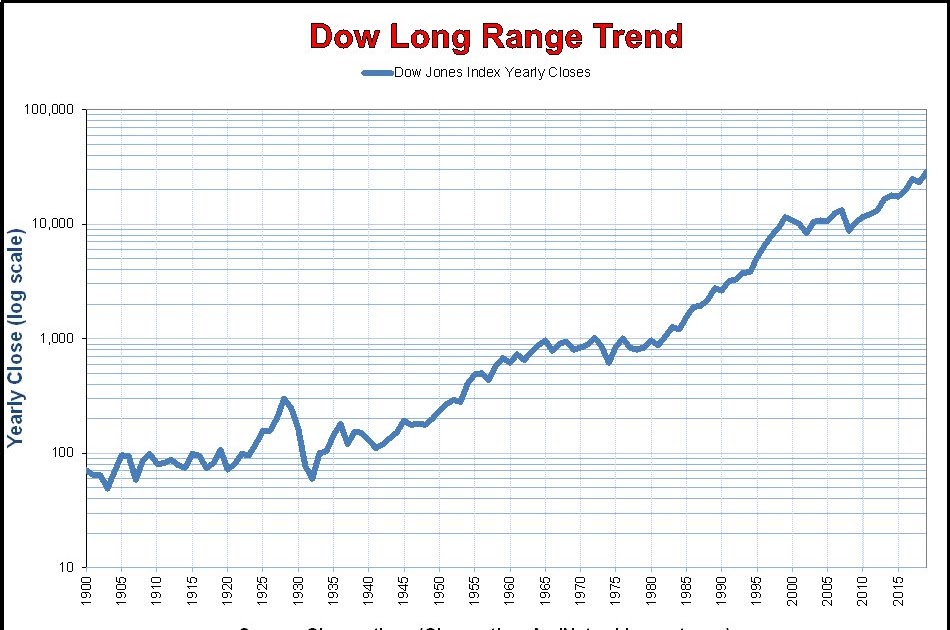 Dow Long Range Trend
Dow Jones Index Yearly Closes
100,000
10,000
1,000
100
10
Yearly Close (log scale)
1900 1905 1910 1915 1920 1925 1930 1935 1940 1945 1950 1955 1960 1965 1970 1975 1980 1985 1990 1995 2000 2005 2010 2015